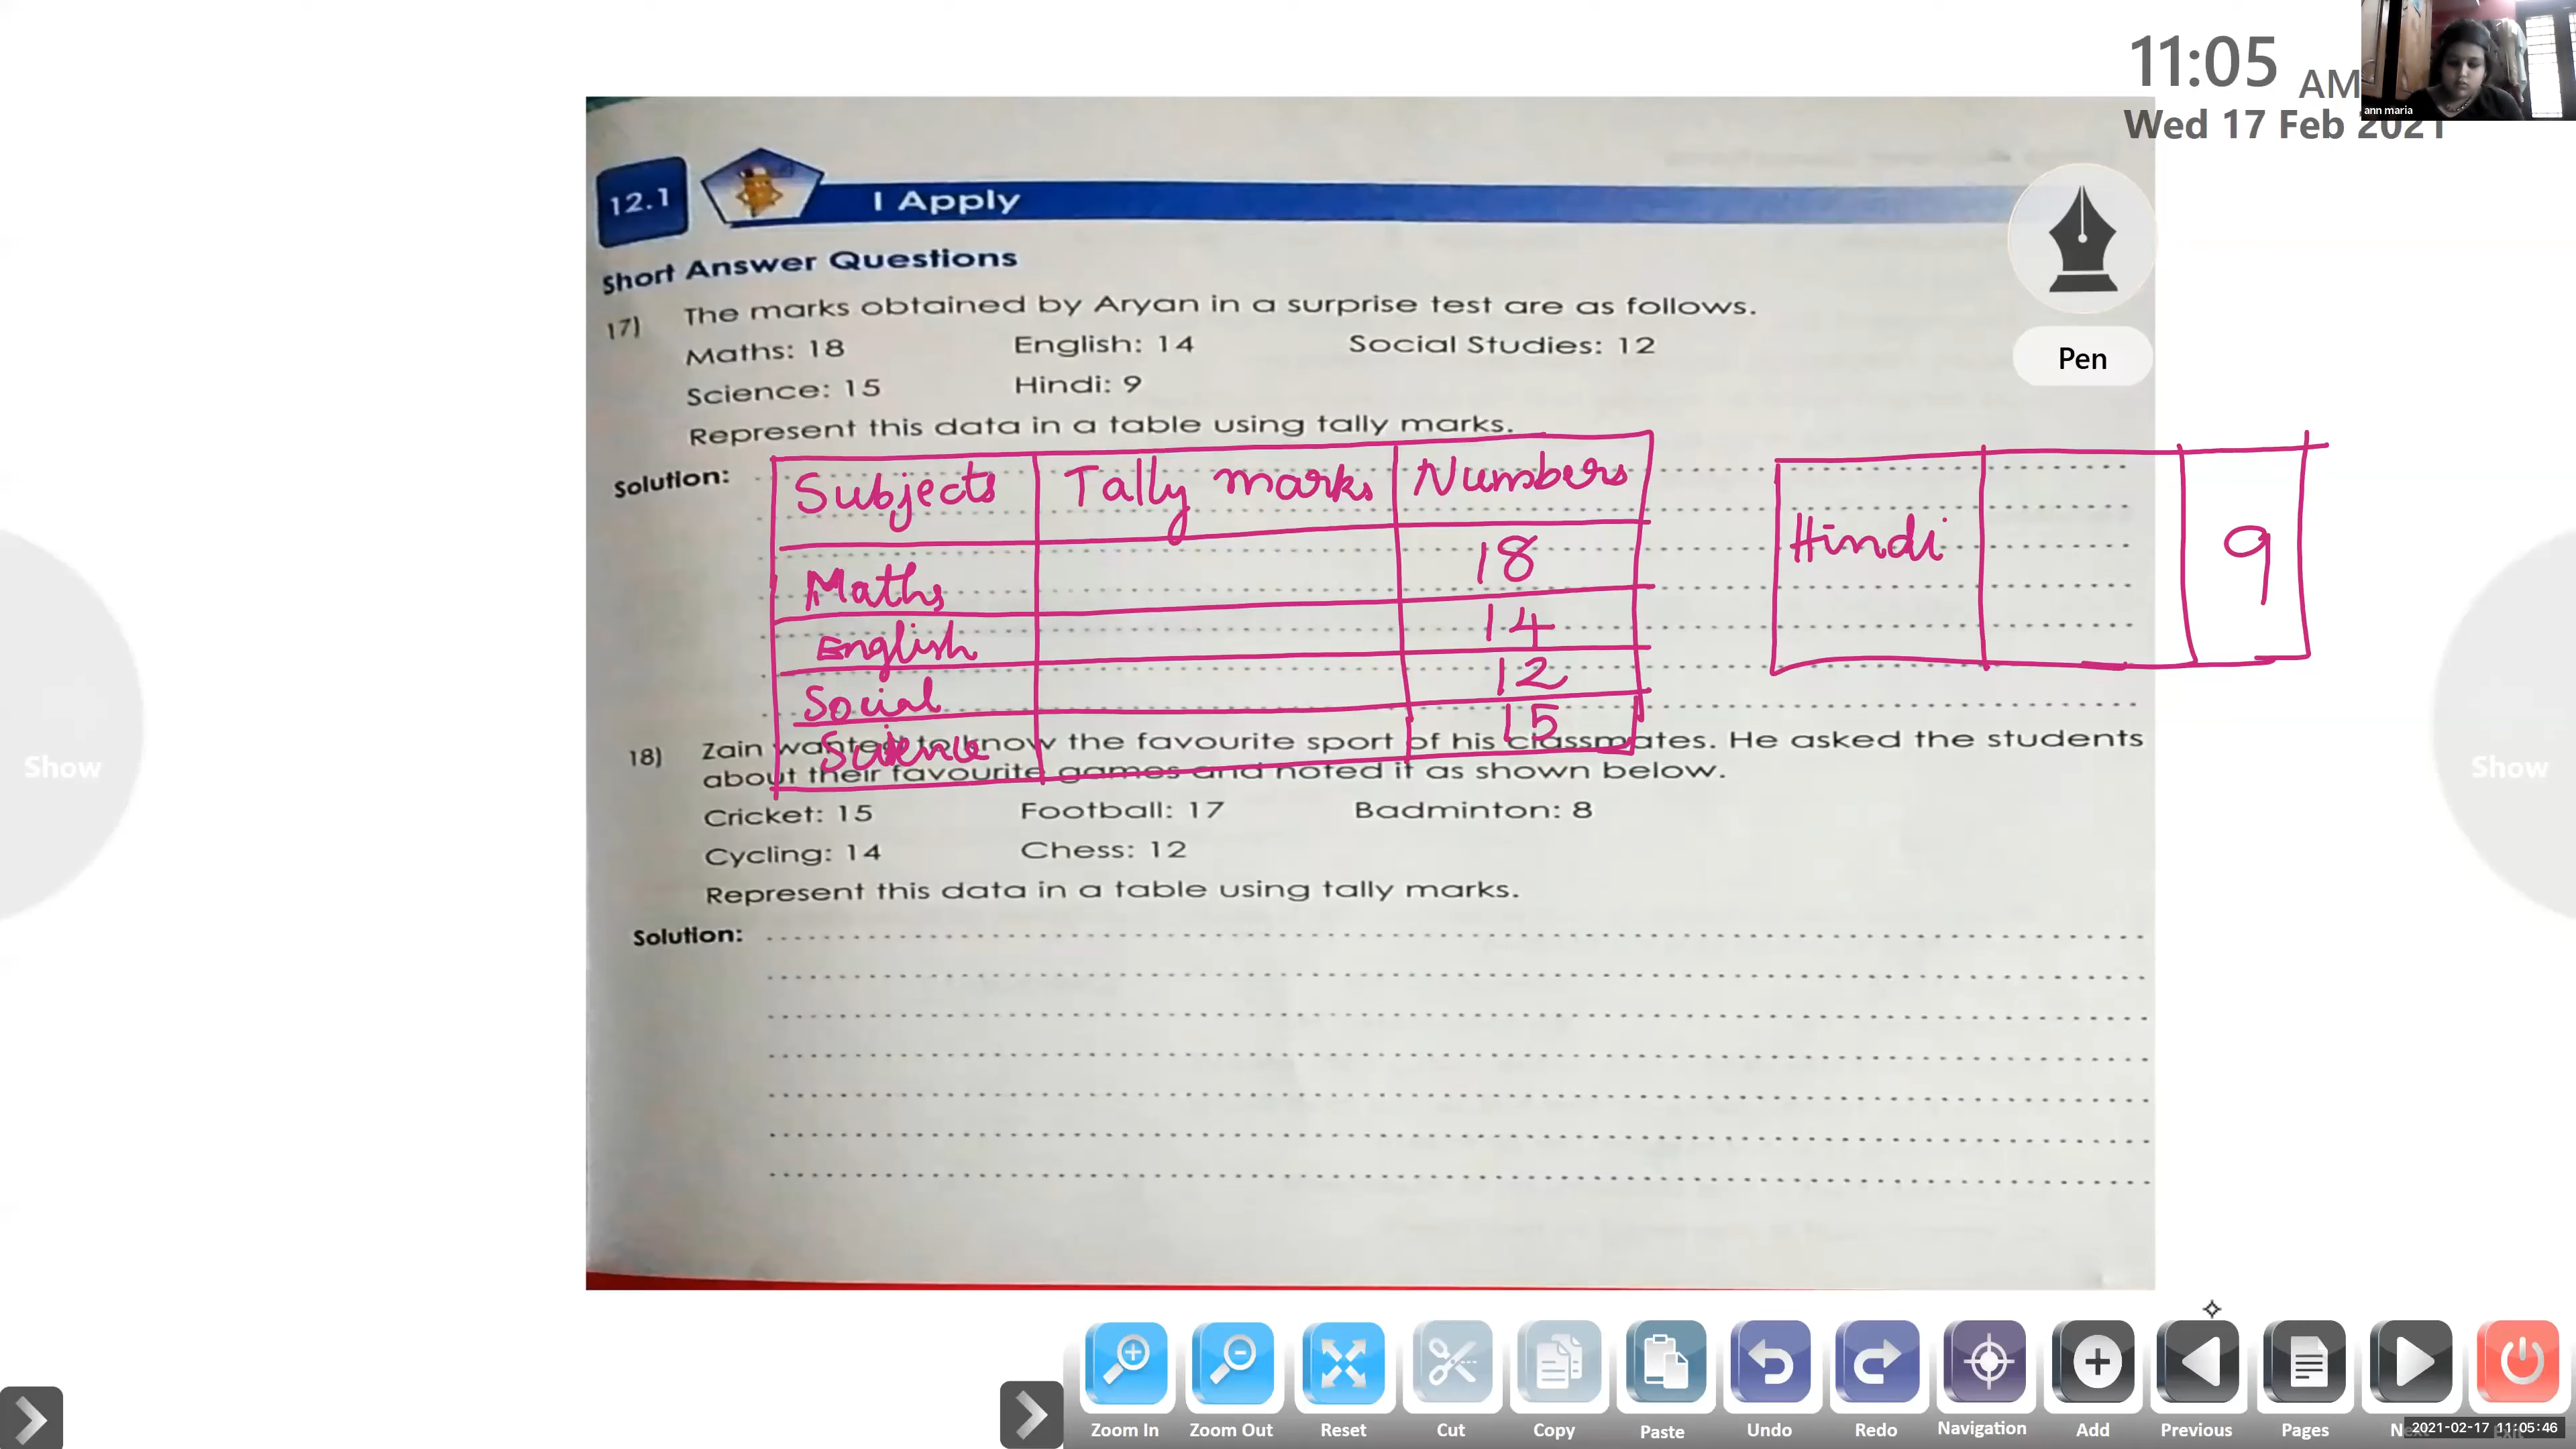 11:05 AM
ann maria
Wed 17 Feb 2021
12.1 I Apply
Short Answer Questions
17) The marks obtained by Aryan in a surprise test are as follows.
Maths: 18 English: 14 Social Studies: 12
Science: 15 Hindi: 9
Represent this data in a table using tally marks.
Pen
Solution:
Subjects Tally marks Numbers
Maths 18
English 14
Social 12
Science 15
Hindi 9
18) Zain wanted to know the favourite sport of his classmates. He asked the students
about their favourite games and noted it as shown below.
Cricket: 15 Football: 17 Badminton: 8
Cycling: 14 Chess: 12
Represent this data in a table using tally marks.
Solution:
Show
Show
Zoom In Zoom Out Reset Cut Copy Paste Undo Redo Navigation Add Previous Pages
2021-02-17 11:05:46